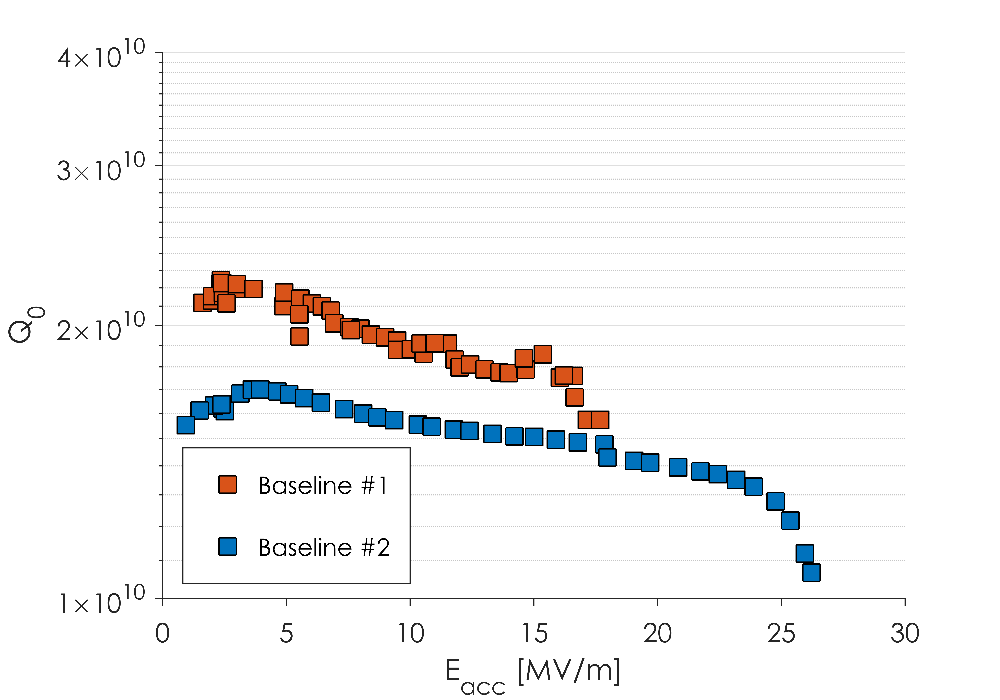 4×10^10
3×10^10
Q_0
2×10^10
Baseline #1
Baseline #2
1×10^10
0 5 10 15 20 25 30
E_acc [MV/m]